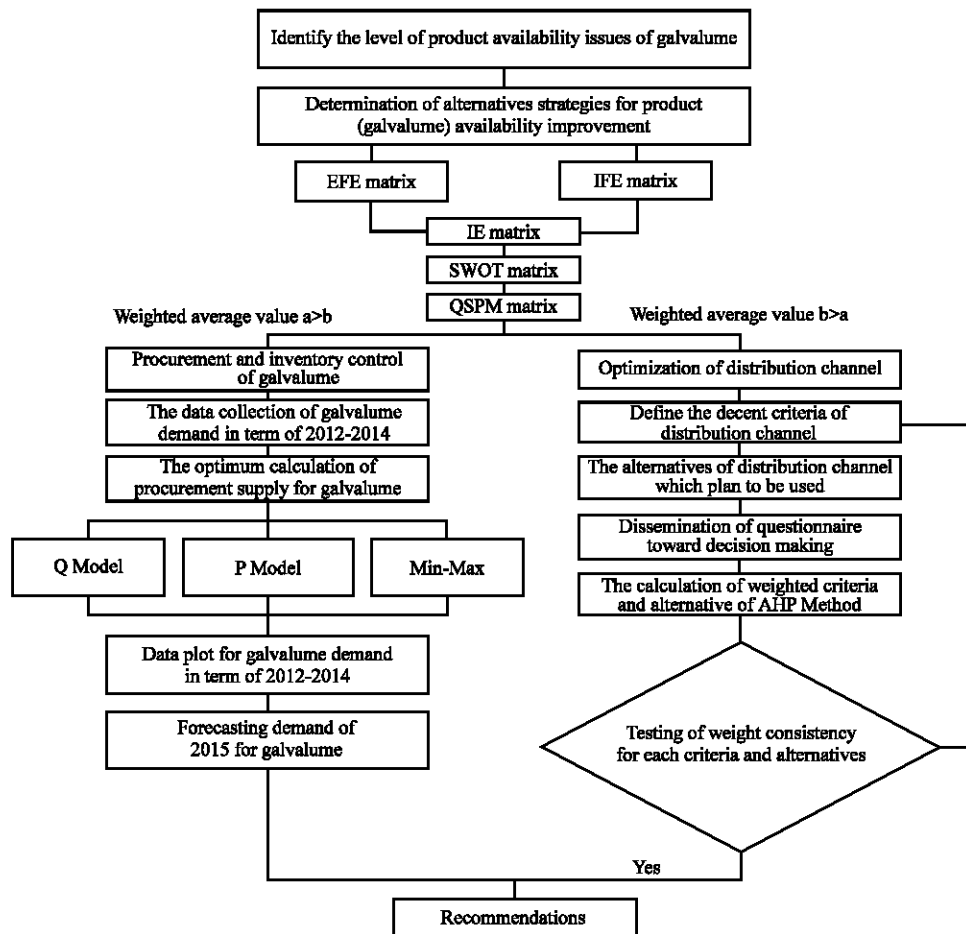 Identify the level of product availability issues of galvalume
Determination of alternatives strategies for product
(galvalume) availability improvement
EFE matrix
IFE matrix
IE matrix
SWOT matrix
QSPM matrix
Weighted average value a>b
Weighted average value b>a
Procurement and inventory control
of galvalume
The data collection of galvalume
demand in term of 2012-2014
The optimum calculation of
procurement supply for galvalume
Q Model
P Model
Min-Max
Data plot for galvalume demand
in term of 2012-2014
Forecasting demand of
2015 for galvalume
Optimization of distribution channel
Define the decent criteria of
distribution channel
The alternatives of distribution channel
which plan to be used
Dissemination of questionnaire
toward decision making
The calculation of weighted criteria
and alternative of AHP Method
Testing of weight consistency
for each criteria and alternatives
Yes
Recommendations